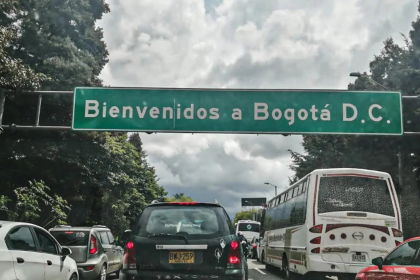 Bienvenidos a Bogotá D.C.